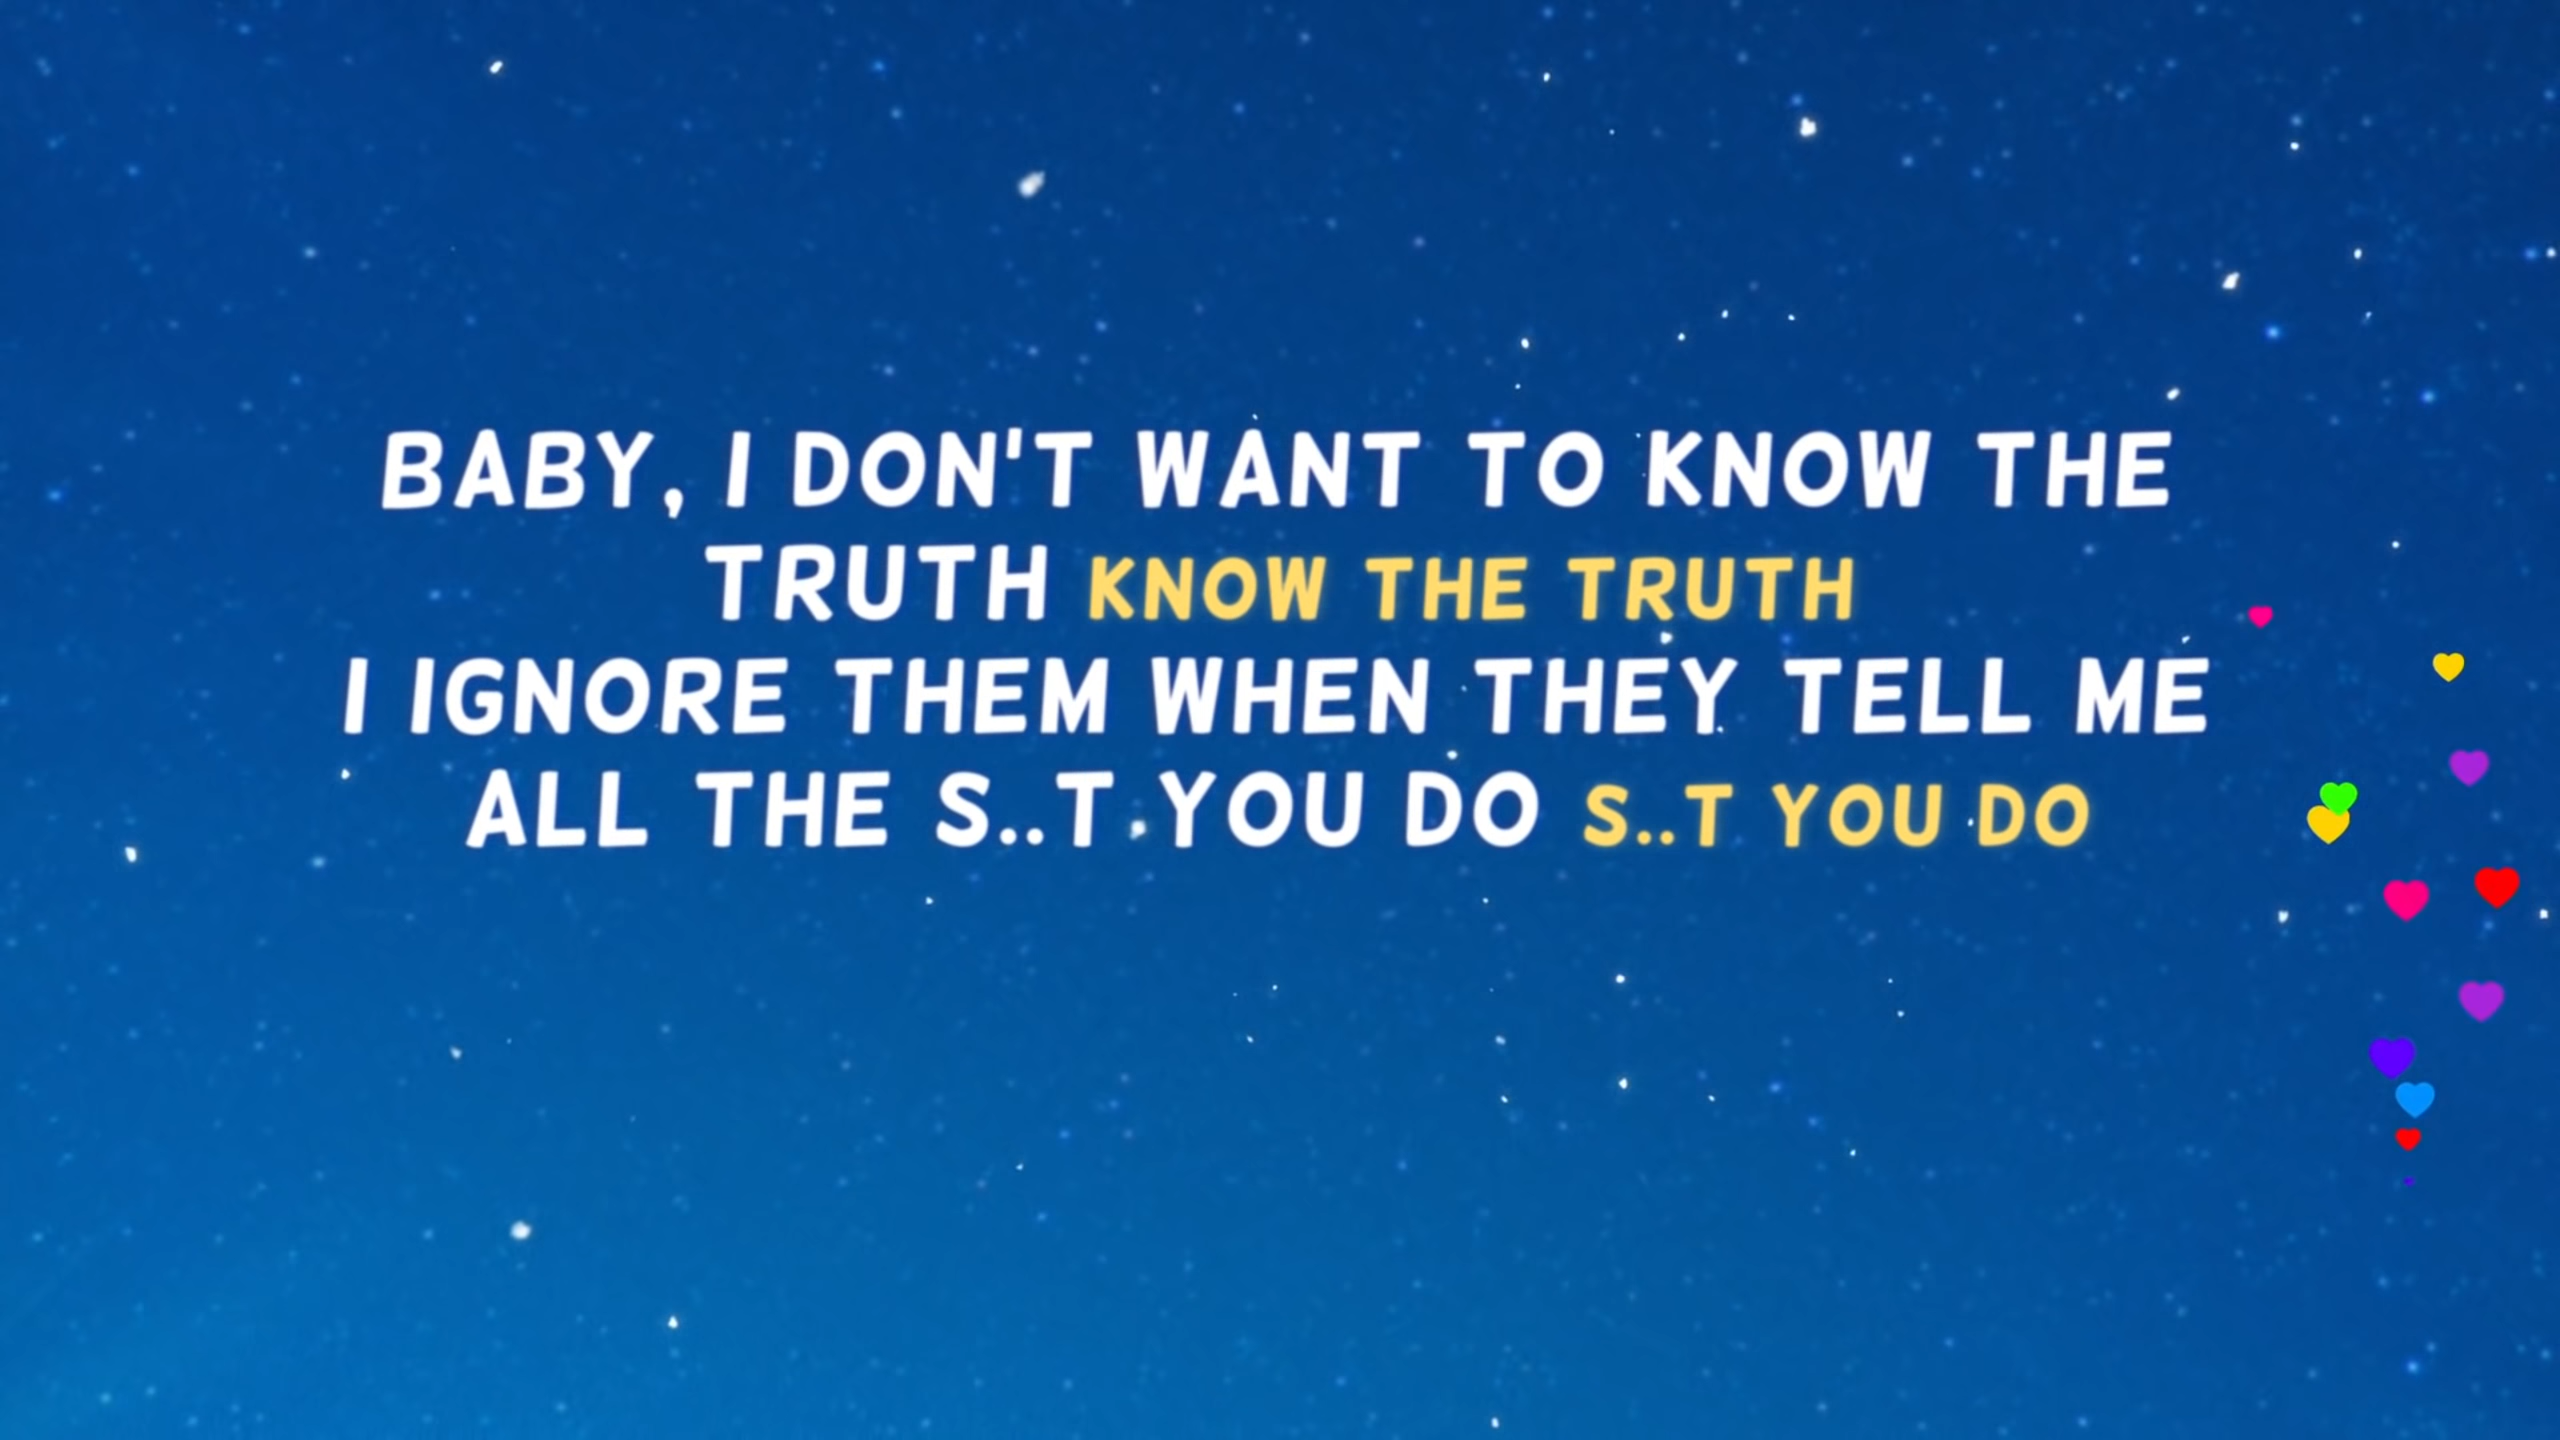 BABY, I DON'T WANT TO KNOW THE
TRUTH KNOW THE TRUTH
I IGNORE THEM WHEN THEY TELL ME
ALL THE S..T YOU DO S..T YOU DO